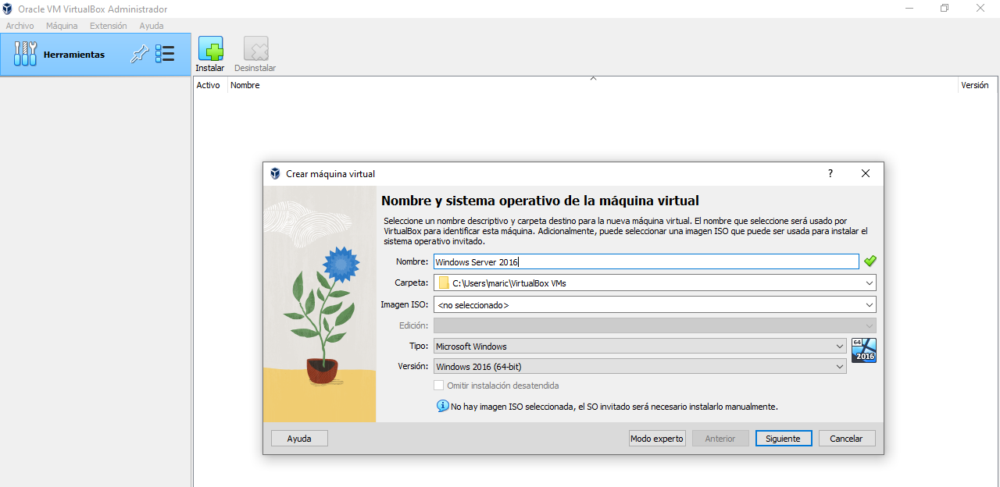 Oracle VM VirtualBox Administrador
Archivo Máquina Extensión Ayuda
Herramientas
Instalar Desinstalar
Activo Nombre Versión
Crear máquina virtual ?
Nombre y sistema operativo de la máquina virtual
Seleccione un nombre descriptivo y carpeta destino para la nueva máquina virtual. El nombre que seleccione será usado por
VirtualBox para identificar esta máquina. Adicionalmente, puede seleccionar una imagen ISO que puede ser usada para instalar el
sistema operativo invitado.
Nombre: Windows Server 2016
Carpeta: C:\Users\maric\VirtualBox VMs
Imagen ISO: <no seleccionado>
Edición:
Tipo: Microsoft Windows
64
2016
Versión: Windows 2016 (64-bit)
Omitir instalación desatendida
No hay imagen ISO seleccionada, el SO invitado será necesario instalarlo manualmente.
Ayuda Modo experto Anterior Siguiente Cancelar